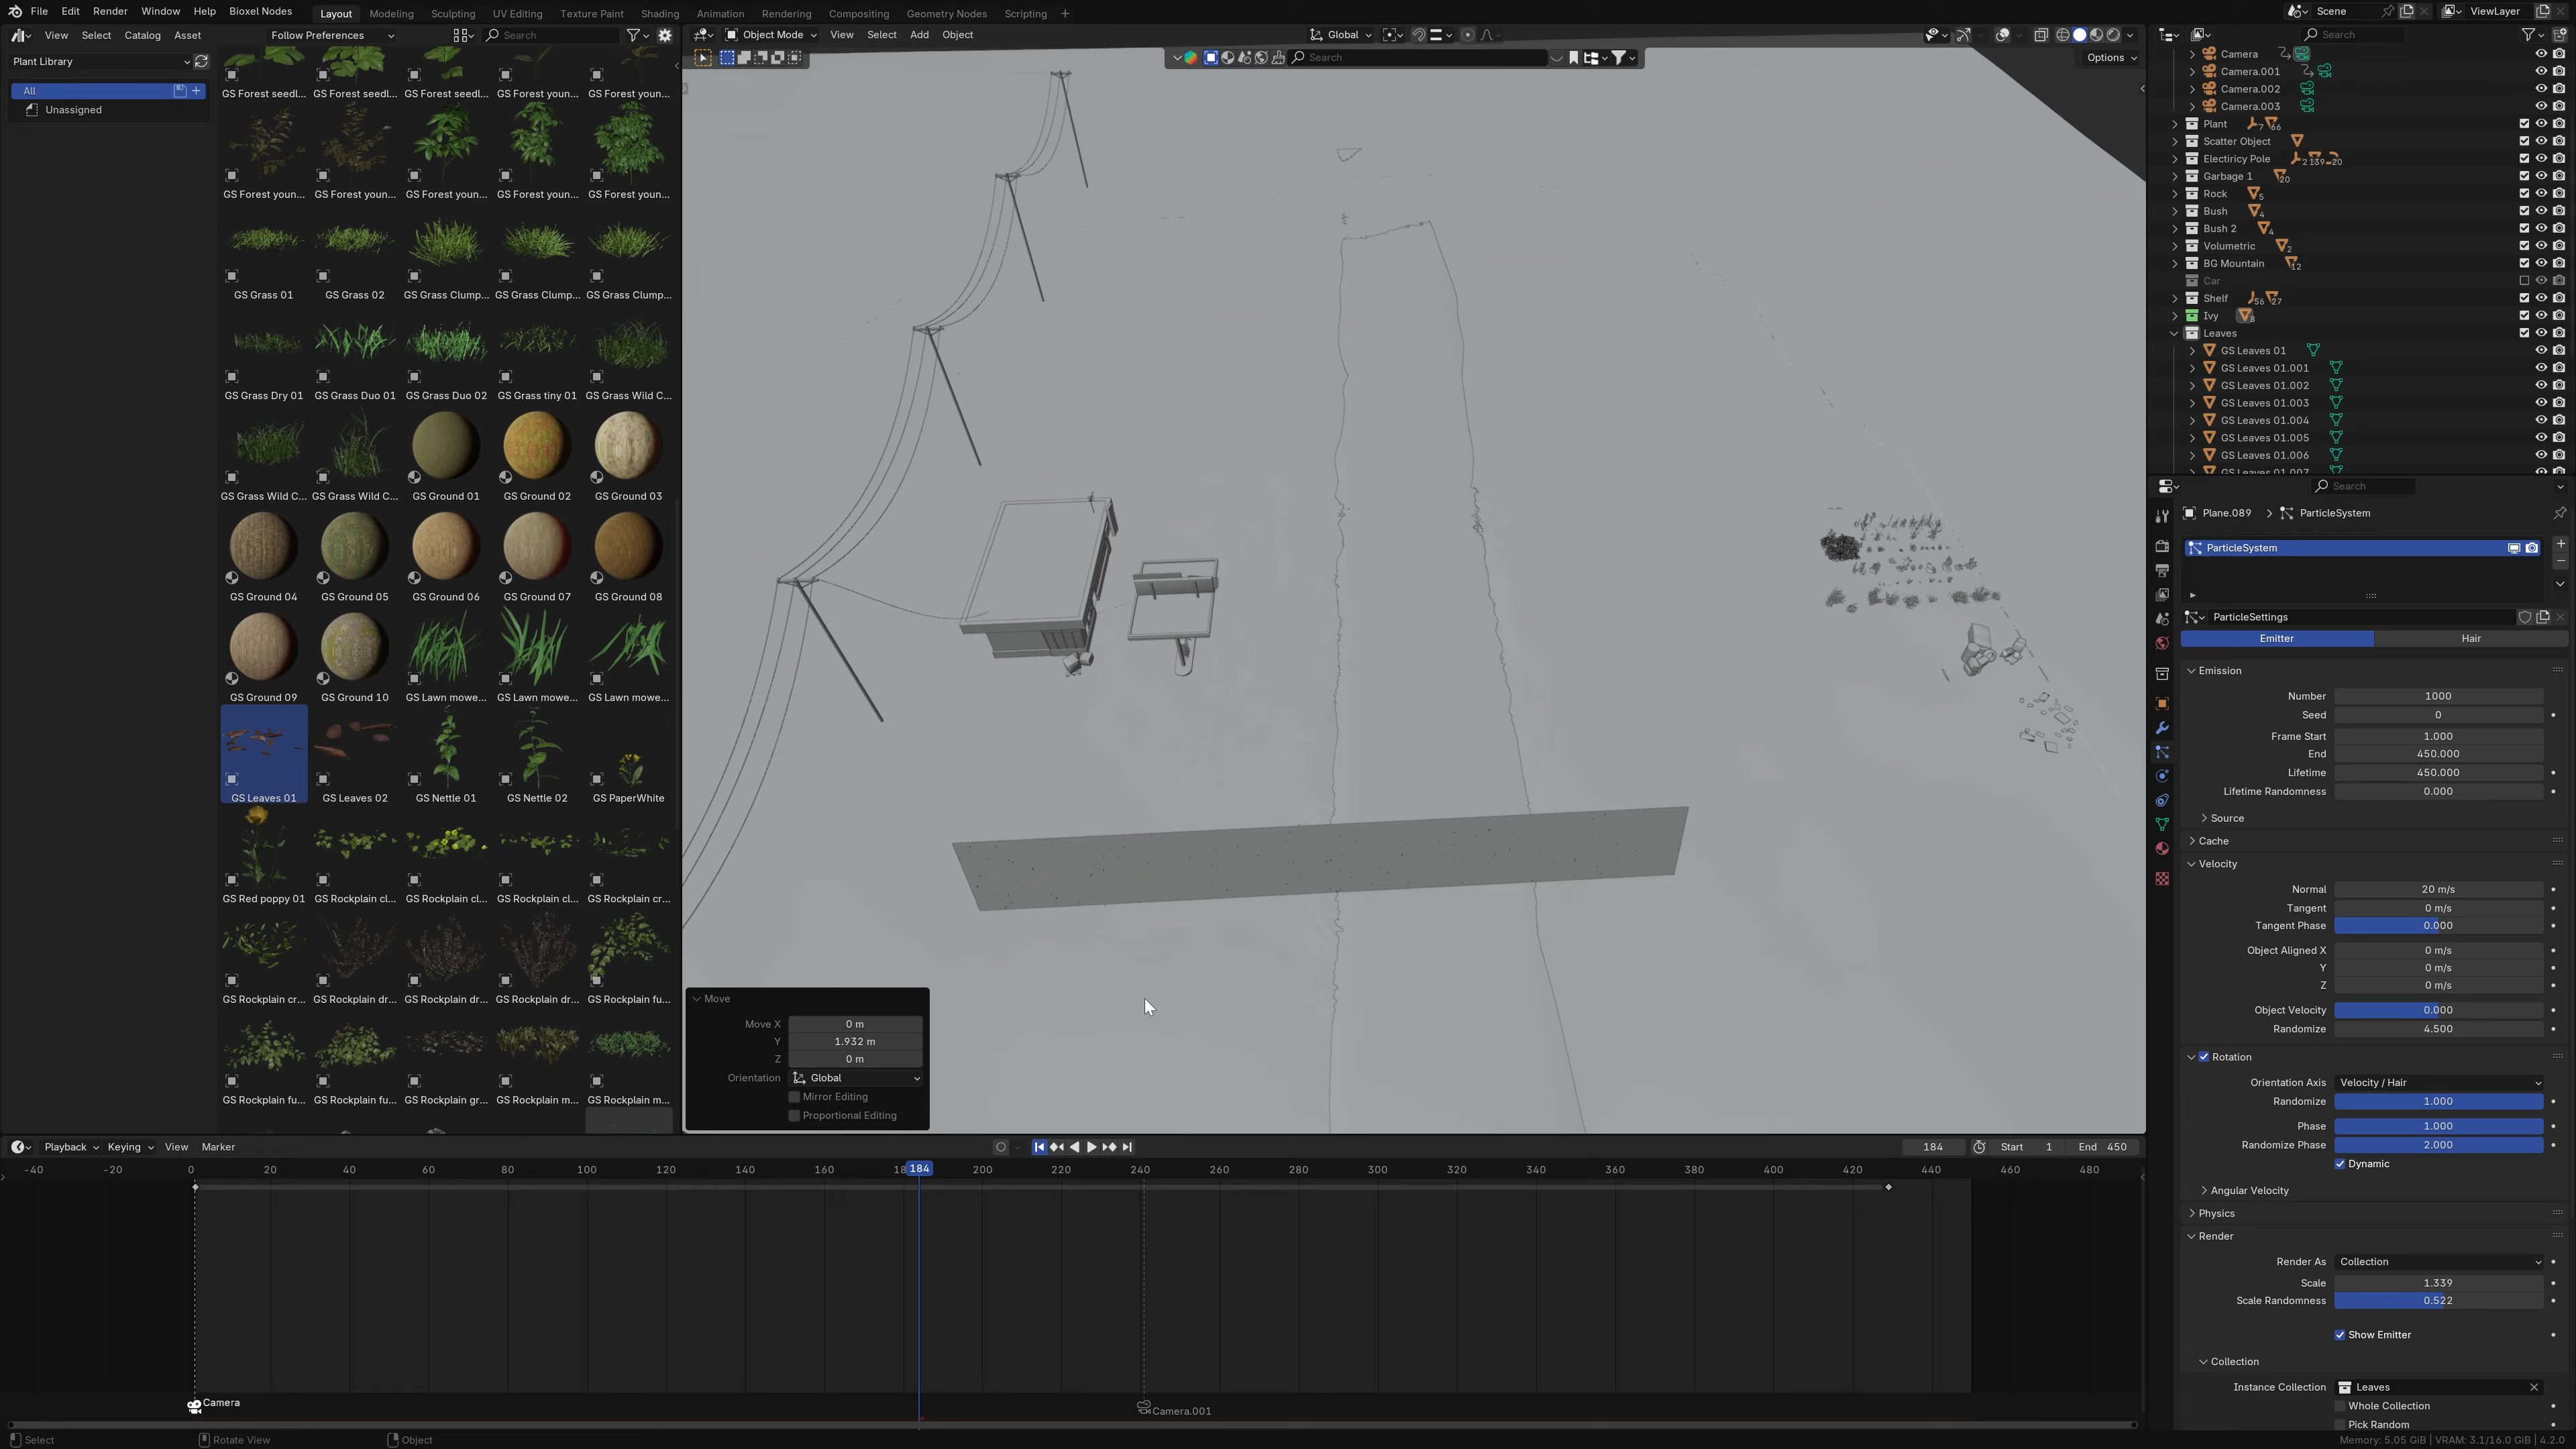 File Edit Render Window Help Bioxel Nodes
Layout Modeling Sculpting UV Editing Texture Paint Shading Animation Rendering Compositing Geometry Nodes Scripting +
Scene
ViewLayer
View Select Catalog Asset
Follow Preferences
Search
Plant Library
All
Unassigned
GS Forest seedl... GS Forest seedl... GS Forest seedl... GS Forest youn... GS Forest youn...
GS Forest youn... GS Forest youn... GS Forest youn... GS Forest youn... GS Forest youn...
GS Grass 01 GS Grass 02 GS Grass Clump... GS Grass Clump... GS Grass Clump...
GS Grass Dry 01 GS Grass Duo 01 GS Grass Duo 02 GS Grass tiny 01 GS Grass Wild C...
GS Grass Wild C... GS Grass Wild C... GS Ground 01 GS Ground 02 GS Ground 03
GS Ground 04 GS Ground 05 GS Ground 06 GS Ground 07 GS Ground 08
GS Ground 09 GS Ground 10 GS Lawn mowe... GS Lawn mowe... GS Lawn mowe...
GS Leaves 01 GS Leaves 02 GS Nettle 01 GS Nettle 02 GS PaperWhite
GS Red poppy 01 GS Rockplain cl... GS Rockplain cl... GS Rockplain cl... GS Rockplain cr...
GS Rockplain cr... GS Rockplain dr... GS Rockplain dr... GS Rockplain dr... GS Rockplain fu...
GS Rockplain fu... GS Rockplain fu... GS Rockplain gr... GS Rockplain m... GS Rockplain m...
Object Mode View Select Add Object
Global
Search
Options
Move
Move X 0 m
Y 1.932 m
Z 0 m
Orientation Global
Mirror Editing
Proportional Editing
Search
Camera
Camera.001
Camera.002
Camera.003
Plant 7 66
Scatter Object
Electiricy Pole 2 139 20
Garbage 1 20
Rock 5
Bush 4
Bush 2 4
Volumetric 2
BG Mountain 12
Car
Shelf 56 27
Ivy 8
Leaves
GS Leaves 01
GS Leaves 01.001
GS Leaves 01.002
GS Leaves 01.003
GS Leaves 01.004
GS Leaves 01.005
GS Leaves 01.006
GS Leaves 01.007
Search
Plane.089 > ParticleSystem
ParticleSystem
ParticleSettings
Emitter Hair
Emission
Number 1000
Seed 0
Frame Start 1.000
End 450.000
Lifetime 450.000
Lifetime Randomness 0.000
Source
Cache
Velocity
Normal 20 m/s
Tangent 0 m/s
Tangent Phase 0.000
Object Aligned X 0 m/s
Y 0 m/s
Z 0 m/s
Object Velocity 0.000
Randomize 4.500
Rotation
Orientation Axis Velocity / Hair
Randomize 1.000
Phase 1.000
Randomize Phase 2.000
Dynamic
Angular Velocity
Physics
Render
Render As Collection
Scale 1.339
Scale Randomness 0.522
Show Emitter
Collection
Instance Collection Leaves
Whole Collection
Pick Random
Playback Keying View Marker
184 Start 1 End 450
-40 -20 0 20 40 60 80 100 120 140 160 18 184 200 220 240 260 280 300 320 340 360 380 400 420 440 460 480
Camera
Camera.001
Select Rotate View Object
Memory: 5.05 GiB | VRAM: 3.1/16.0 GiB | 4.2.0